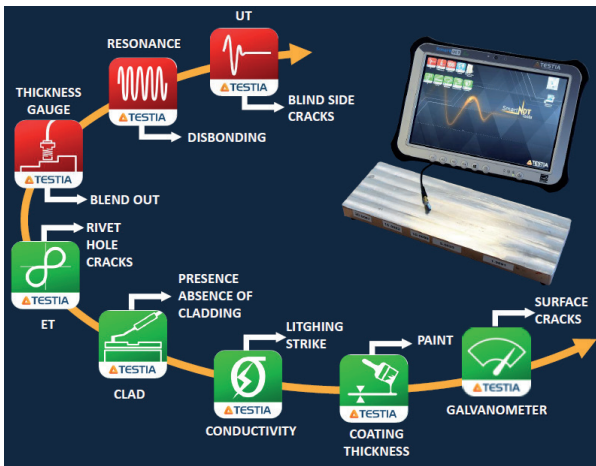 UT
RESONANCE
TESTIA
BLIND SIDE
CRACKS
THICKNESS
GAUGE
TESTIA
DISBONDING
TESTIA
BLEND OUT
RIVET
HOLE
CRACKS
TESTIA
ET
PRESENCE
ABSENCE OF
CLADDING
TESTIA
CLAD
LITGHING
STRIKE
TESTIA
CONDUCTIVITY
PAINT
TESTIA
COATING
THICKNESS
SURFACE
CRACKS
TESTIA
GALVANOMETER
TESTIA